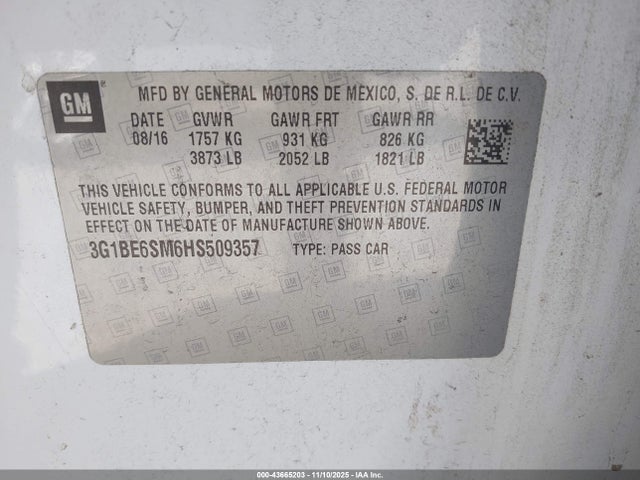 GM
MFD BY GENERAL MOTORS DE MEXICO, S. DE R.L. DE C.V.
DATE GVWR GAWR FRT GAWR RR
08/16 1757 KG 931 KG 826 KG
3873 LB 2052 LB 1821 LB
THIS VEHICLE CONFORMS TO ALL APPLICABLE U.S. FEDERAL MOTOR
VEHICLE SAFETY, BUMPER, AND THEFT PREVENTION STANDARDS IN
EFFECT ON THE DATE OF MANUFACTURE SHOWN ABOVE.
3G1BE6SM6HS509357 TYPE: PASS CAR
000-43665203 - 11/10/2025 - IAA Inc.